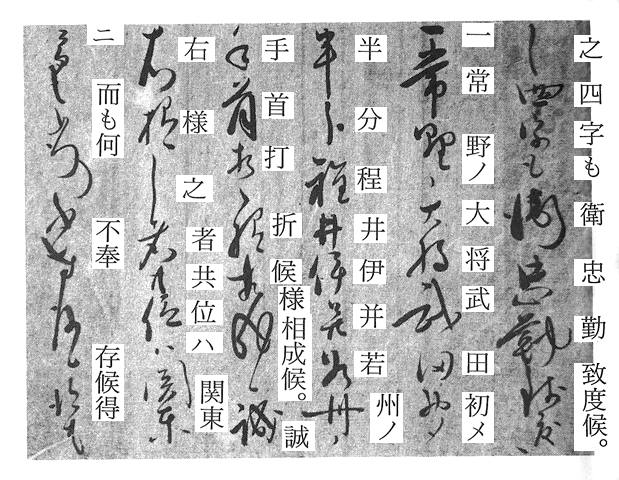 之四字も衛忠勤致度候。
一常野ノ大将武田初メ
半分程井伊并若州ノ
手首打折候様相成候。誠
右様之者共位ハ関東
ニ而も何不奉存候得